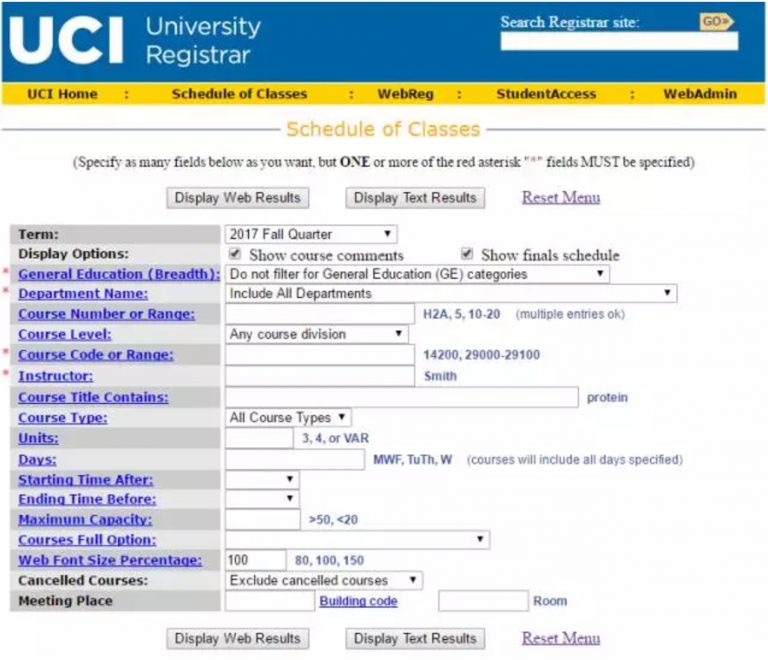 UCI University Registrar
Search Registrar site: GO»
UCI Home : Schedule of Classes : WebReg : StudentAccess : WebAdmin
Schedule of Classes
(Specify as many fields below as you want, but ONE or more of the red asterisk "*" fields MUST be specified)
Display Web Results Display Text Results Reset Menu
Term: 2017 Fall Quarter
Display Options: Show course comments Show finals schedule
* General Education (Breadth): Do not filter for General Education (GE) categories
* Department Name: Include All Departments
Course Number or Range: H2A, 5, 10-20 (multiple entries ok)
Course Level: Any course division
* Course Code or Range: 14200, 29000-29100
* Instructor: Smith
Course Title Contains: protein
Course Type: All Course Types
Units: 3, 4, or VAR
Days: MWF, TuTh, W (courses will include all days specified)
Starting Time After:
Ending Time Before:
Maximum Capacity: >50, <20
Courses Full Option:
Web Font Size Percentage: 100 80, 100, 150
Cancelled Courses: Exclude cancelled courses
Meeting Place Building code Room
Display Web Results Display Text Results Reset Menu